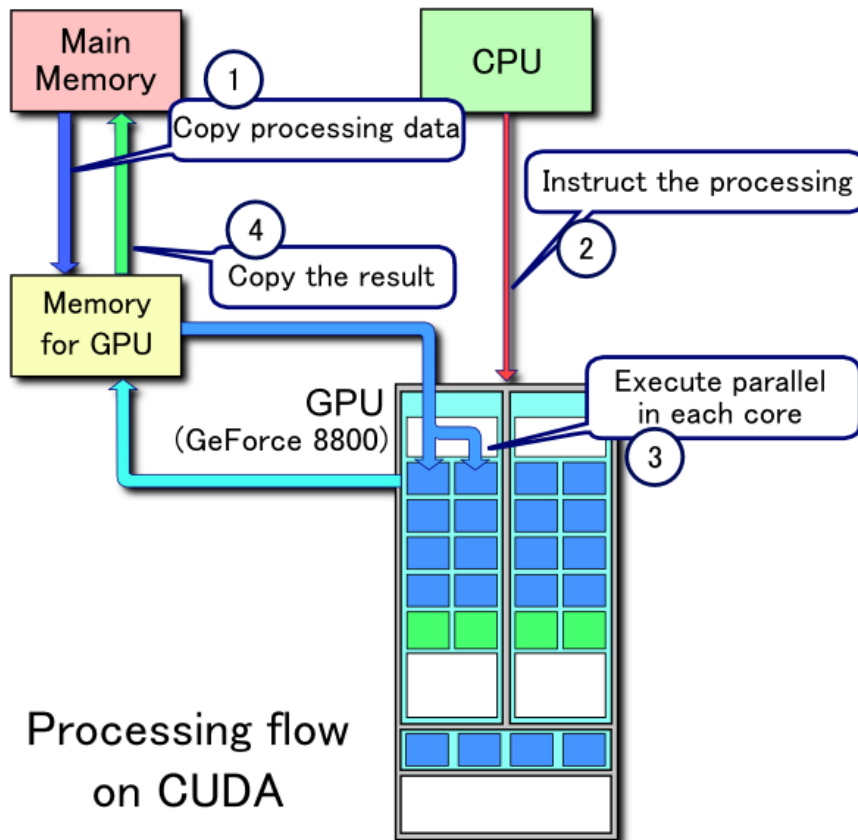 Main
Memory
CPU
1
Copy processing data
Instruct the processing
2
4
Copy the result
Memory
for GPU
GPU
(GeForce 8800)
Execute parallel
in each core
3
Processing flow
on CUDA